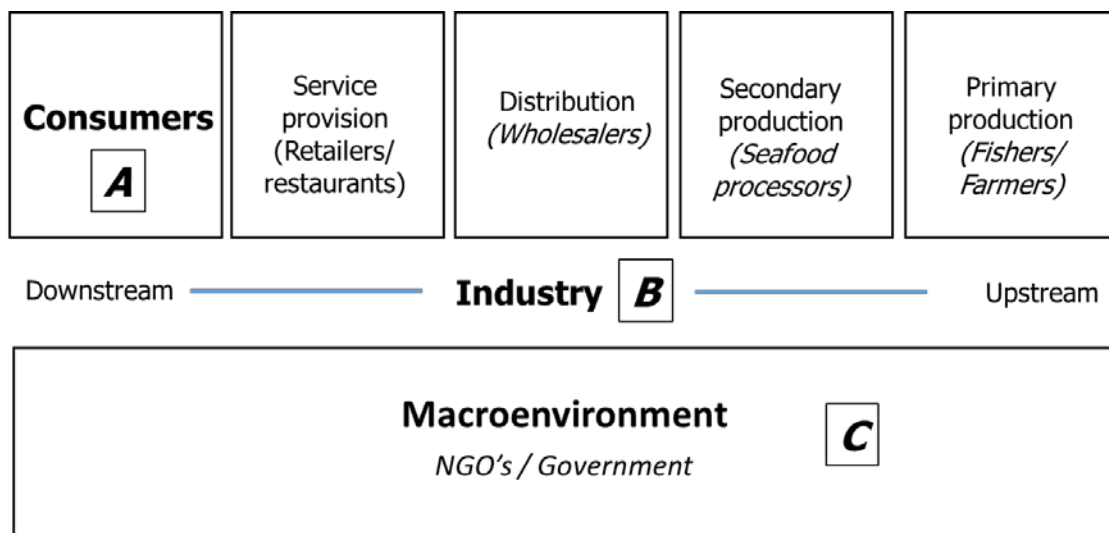 Consumers
A
Service
provision
(Retailers/
restaurants)
Distribution
(Wholesalers)
Secondary
production
(Seafood
processors)
Primary
production
(Fishers/
Farmers)
Downstream
Industry B
Upstream
Macroenvironment
C
NGO's / Government